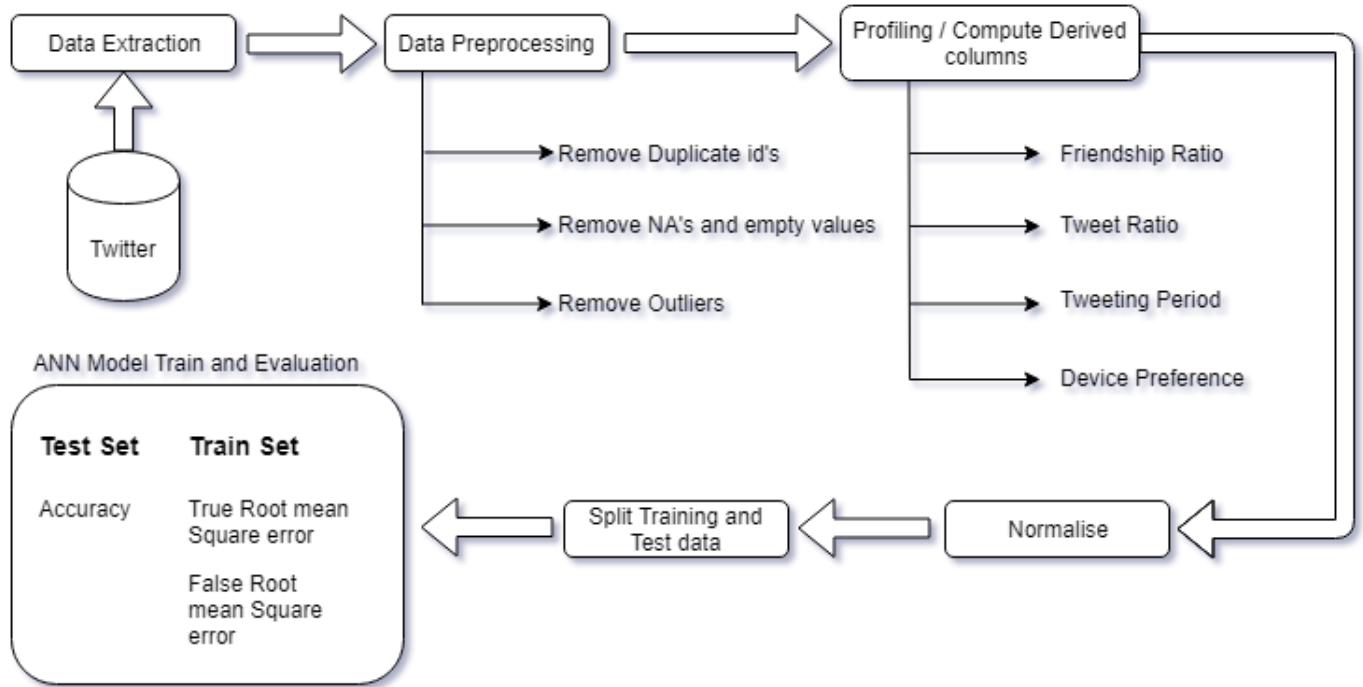 Data Extraction
Data Preprocessing
Profiling / Compute Derived
columns
Twitter
Remove Duplicate id's
Remove NA's and empty values
Remove Outliers
Friendship Ratio
Tweet Ratio
Tweeting Period
Device Preference
Normalise
Split Training and
Test data
ANN Model Train and Evaluation
Test Set
Accuracy
Train Set
True Root mean
Square error
False Root
mean Square
error